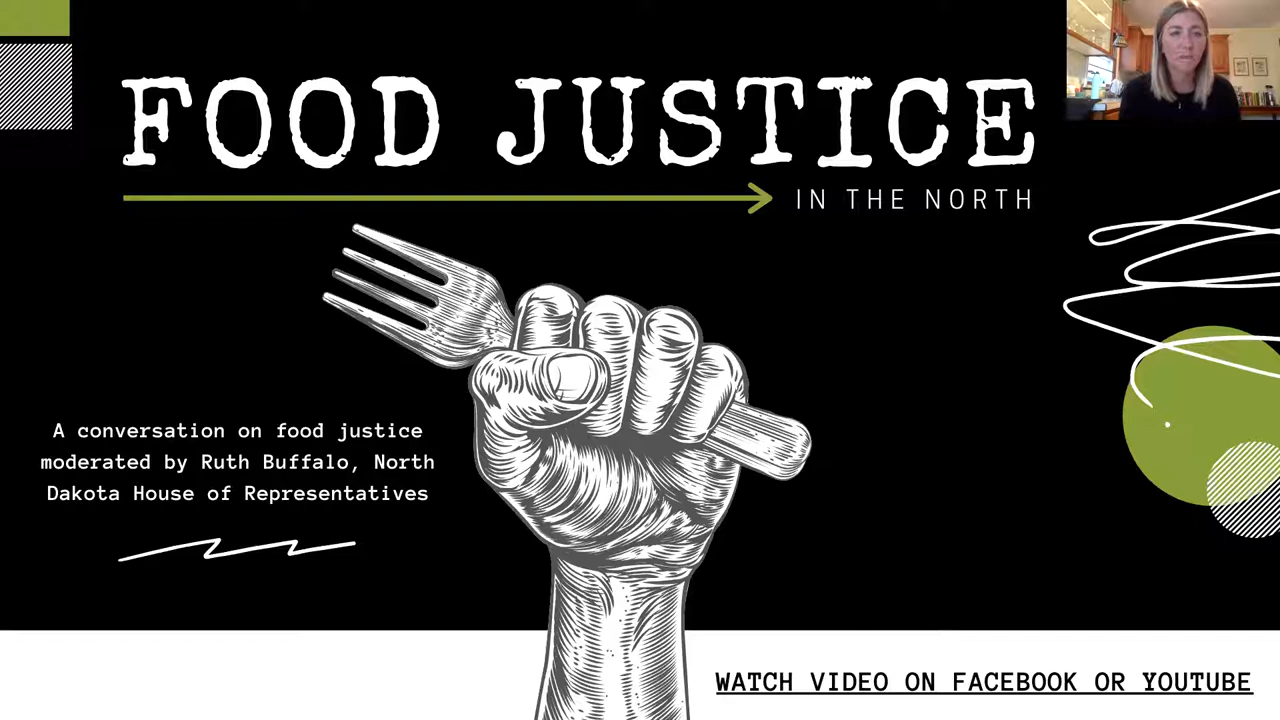 FOOD JUSTICE
IN THE NORTH
A conversation on food justice
moderated by Ruth Buffalo, North
Dakota House of Representatives
WATCH VIDEO ON FACEBOOK OR YOUTUBE